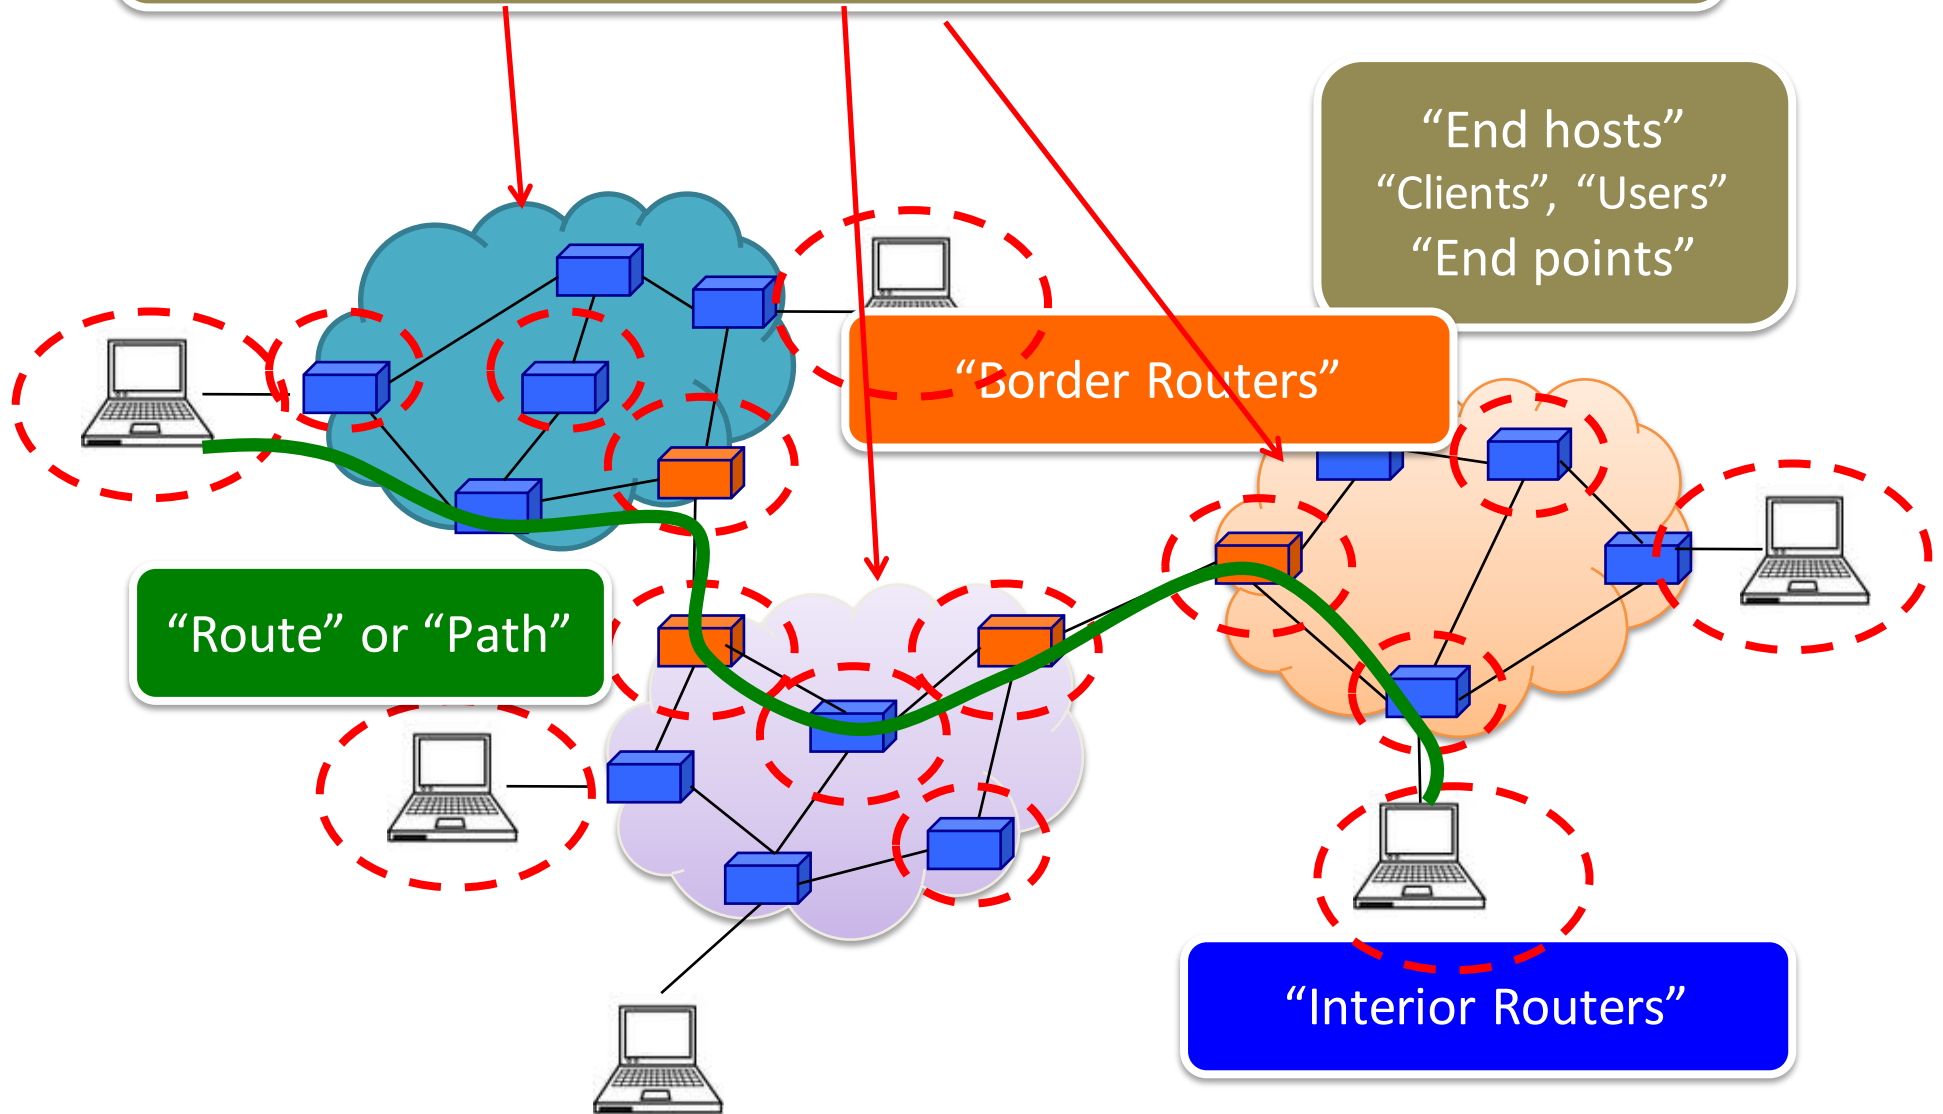 “End hosts”
“Clients”, “Users”
“End points”
“Border Routers”
“Route” or “Path”
“Interior Routers”